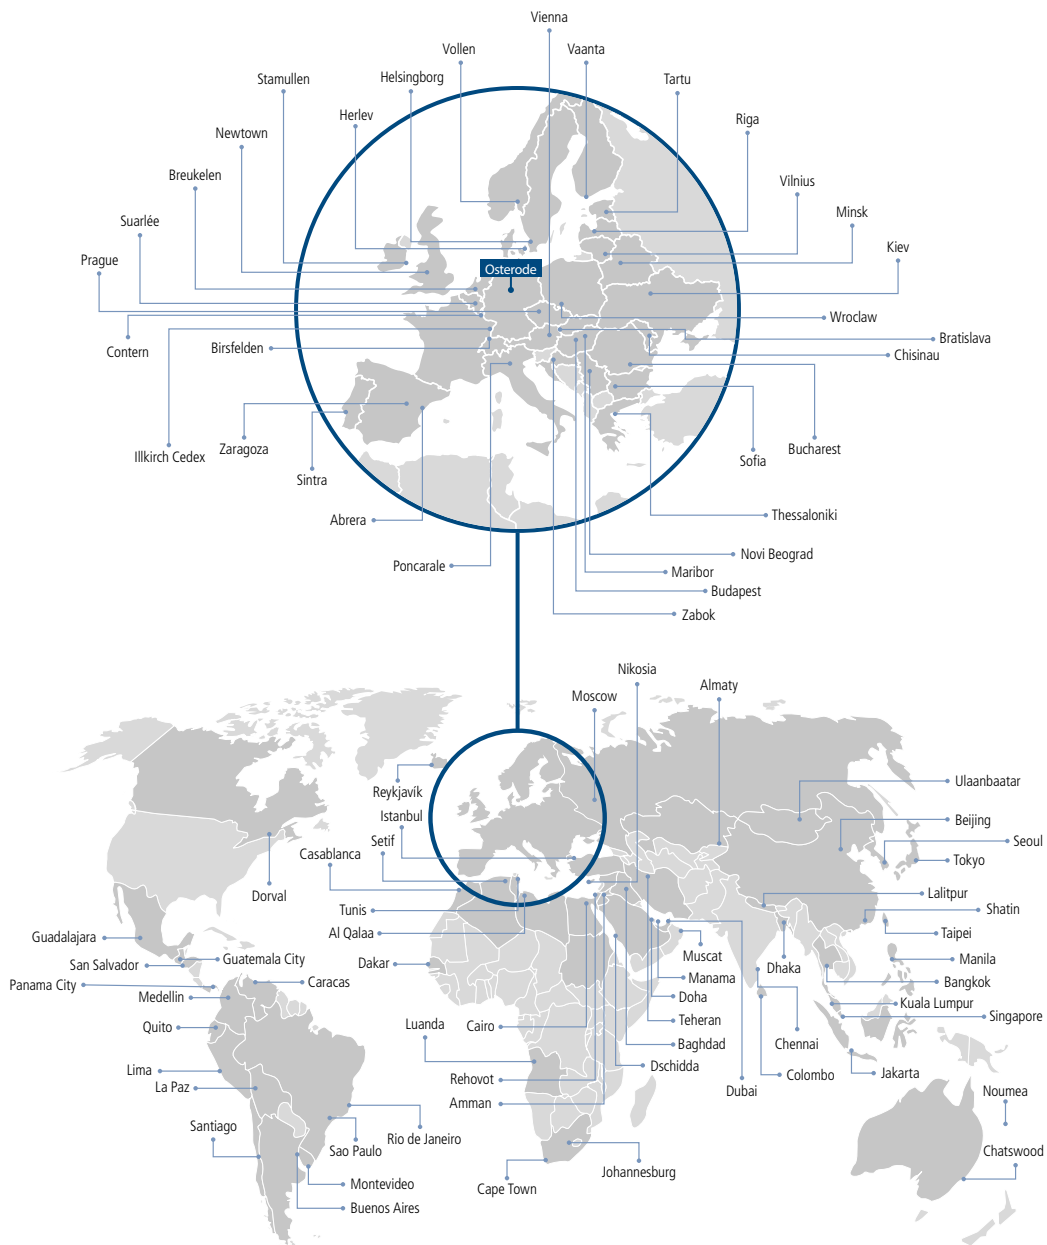 Vienna
Vollen
Vaanta
Stamullen
Helsingborg
Tartu
Herlev
Riga
Newtown
Breukelen
Vilnius
Suarlée
Minsk
Kiev
Prague
Osterode
Wroclaw
Contern
Birsfelden
Bratislava
Chisinau
Illkirch Cedex
Zaragoza
Bucharest
Sofia
Sintra
Abrera
Thessaloniki
Novi Beograd
Poncarale
Maribor
Budapest
Zabok
Nikosia
Moscow
Almaty
Reykjavík
Ulaanbaatar
Istanbul
Beijing
Setif
Seoul
Casablanca
Tokyo
Dorval
Lalitpur
Tunis
Shatin
Al Qalaa
Taipei
Guadalajara
Guatemala City
Muscat
Manila
San Salvador
Dakar
Dhaka
Panama City
Caracas
Manama
Bangkok
Medellin
Doha
Kuala Lumpur
Quito
Luanda
Cairo
Teheran
Singapore
Baghdad
Chennai
Lima
Dschidda
Colombo
Jakarta
La Paz
Rehovot
Dubai
Noumea
Amman
Santiago
Rio de Janeiro
Sao Paulo
Chatswood
Johannesburg
Montevideo
Cape Town
Buenos Aires